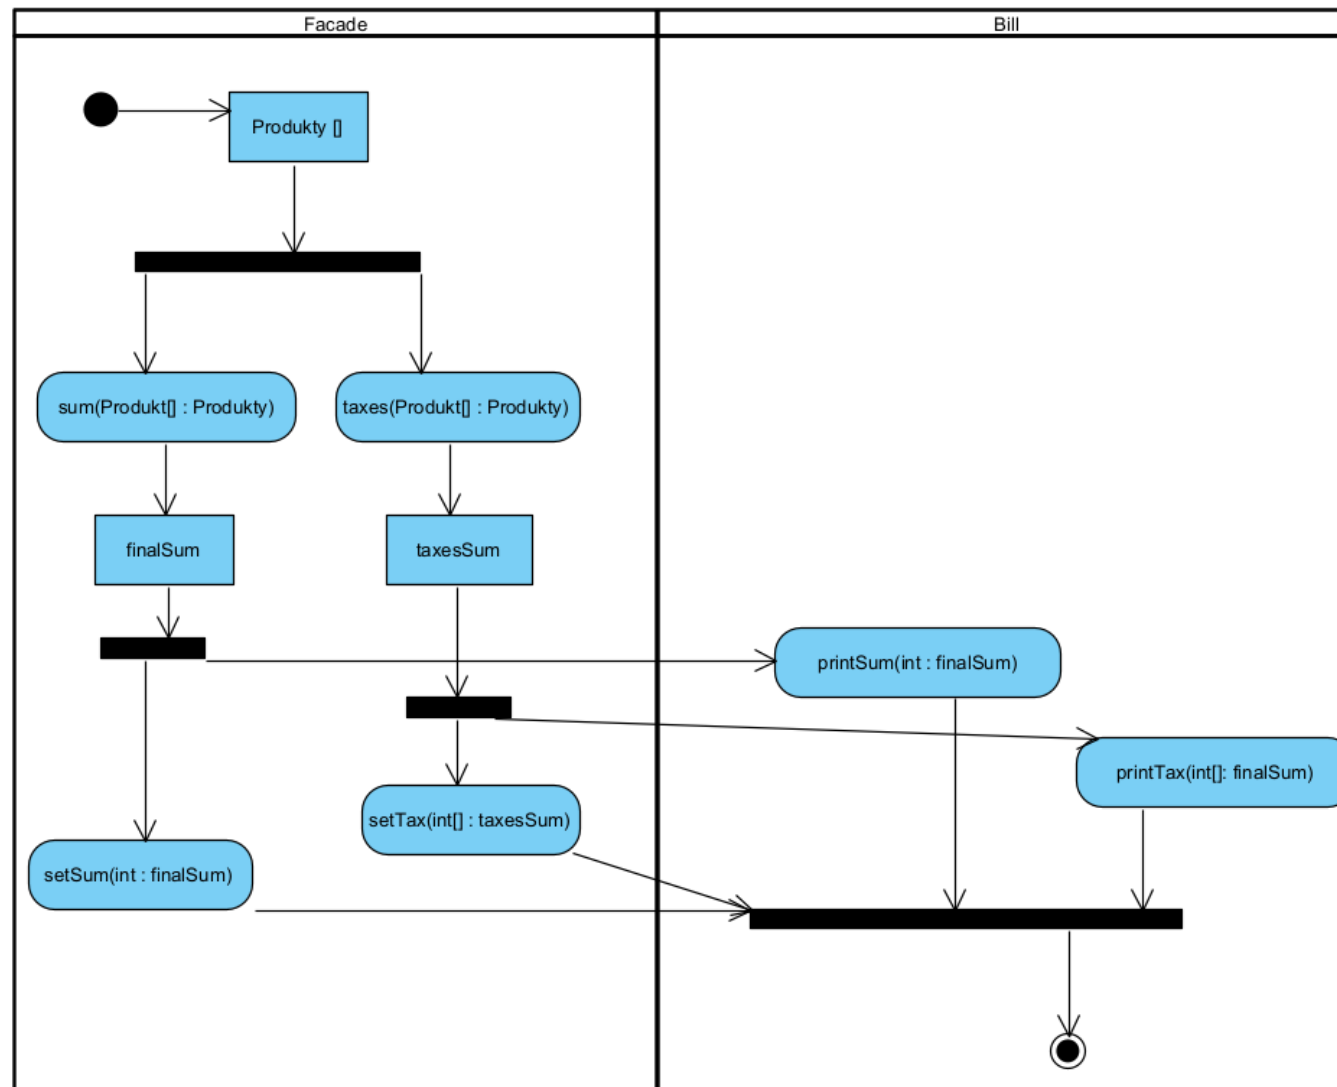 Facade
Bill
Produkty []
sum(Produkt[] : Produkty)
taxes(Produkt[] : Produkty)
finalSum
taxesSum
printSum(int : finalSum)
printTax(int[]: finalSum)
setTax(int[] : taxesSum)
setSum(int : finalSum)